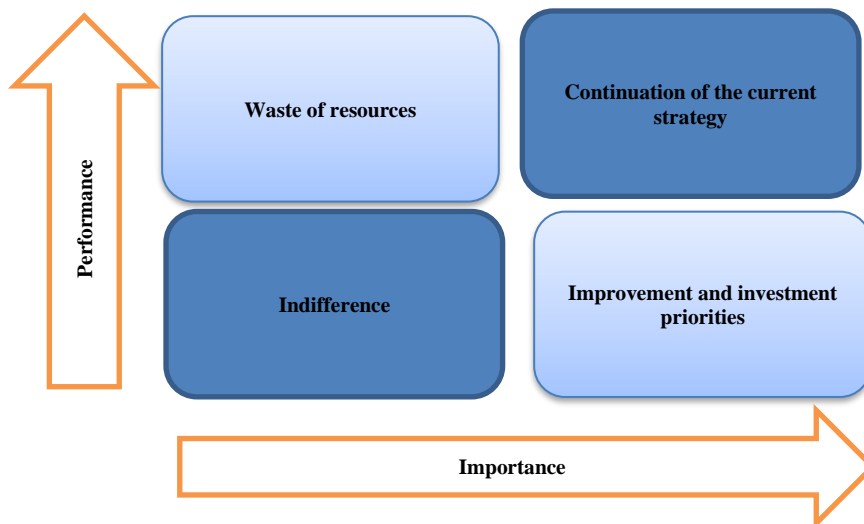 Waste of resources
Continuation of the current
strategy
Performance
Indifference
Improvement and investment
priorities
Importance